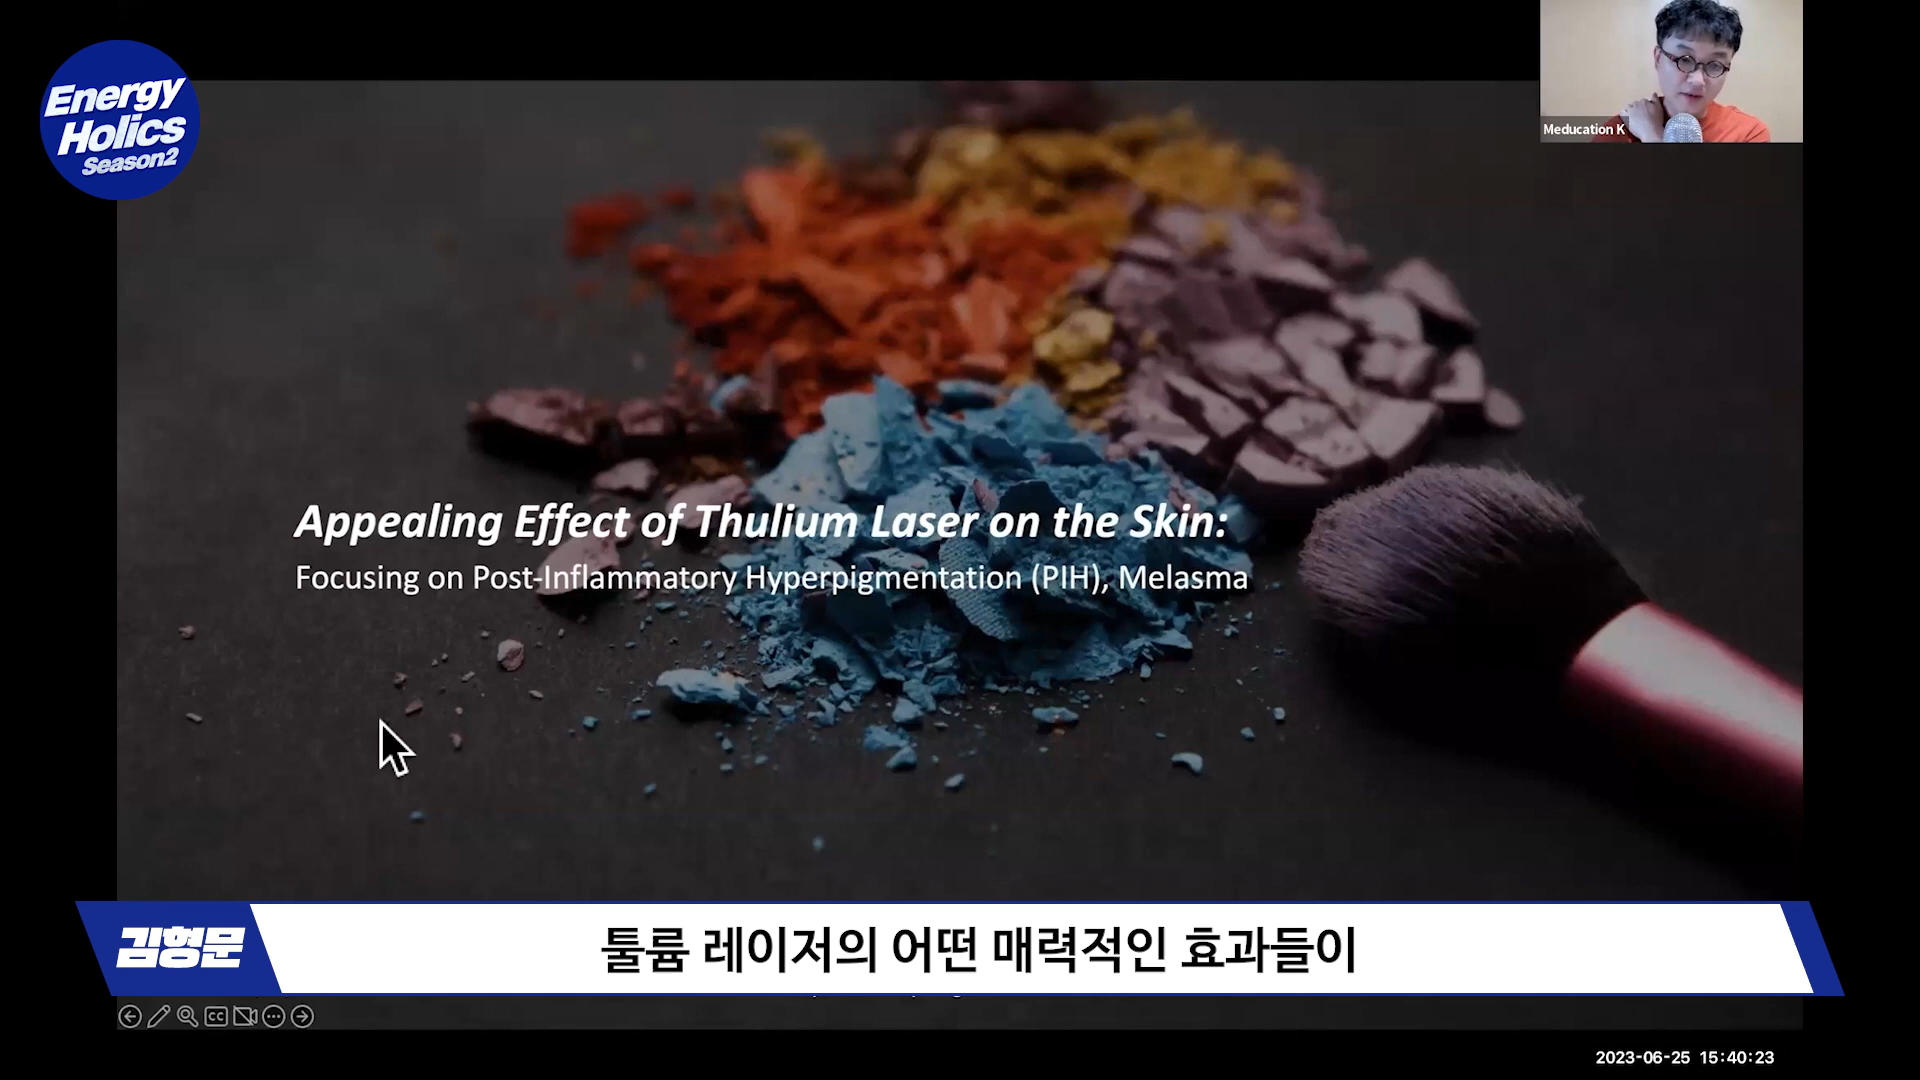 Energy
Holics
Season2
Meducation K
Appealing Effect of Thulium Laser on the Skin:
Focusing on Post-Inflammatory Hyperpigmentation (PIH), Melasma
김형문
툴륨 레이저의 어떤 매력적인 효과들이
CC
2023-06-25 15:40:23